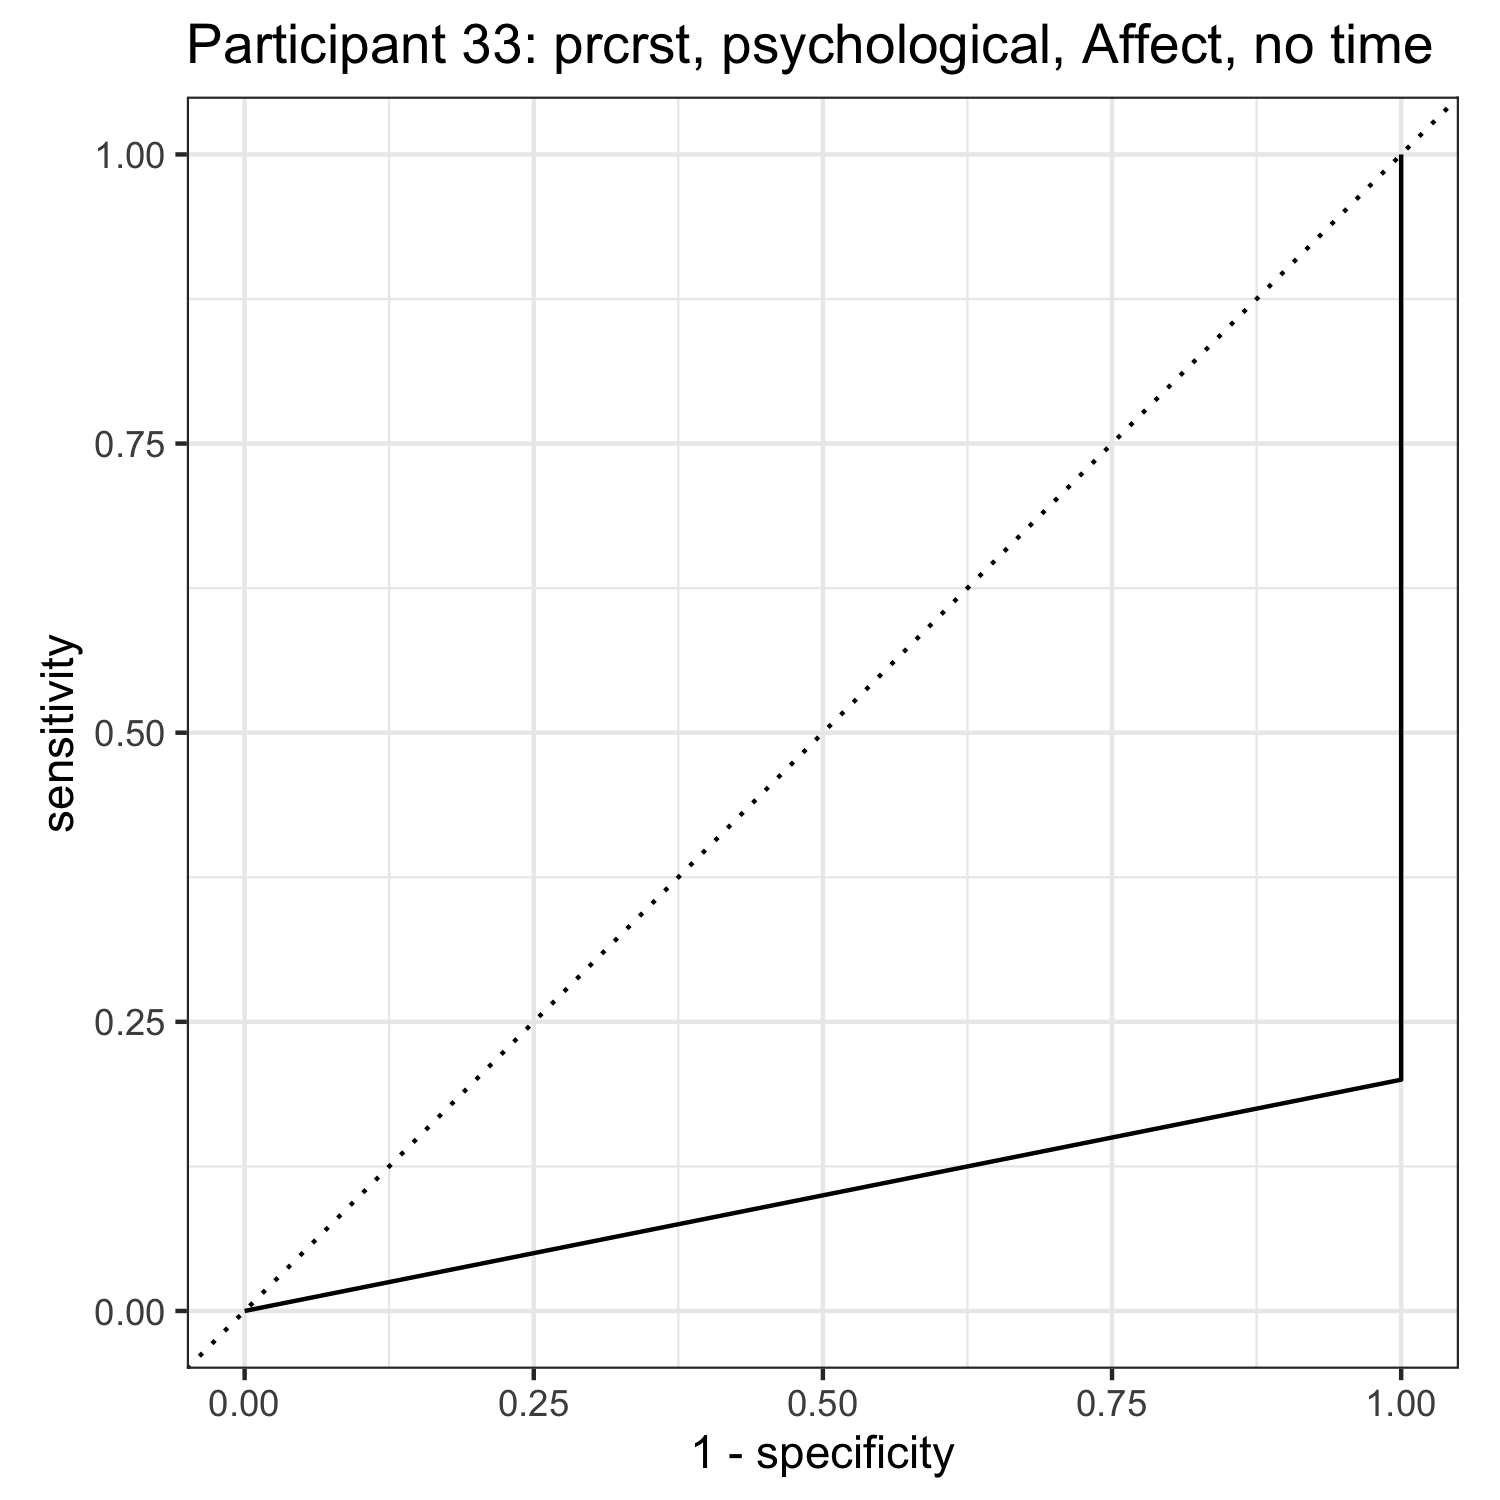 Participant 33: prcrst, psychological, Affect, no time
1.00
0.75
0.50
0.25
0.00
sensitivity
0.00 0.25 0.50 0.75 1.00
1 - specificity